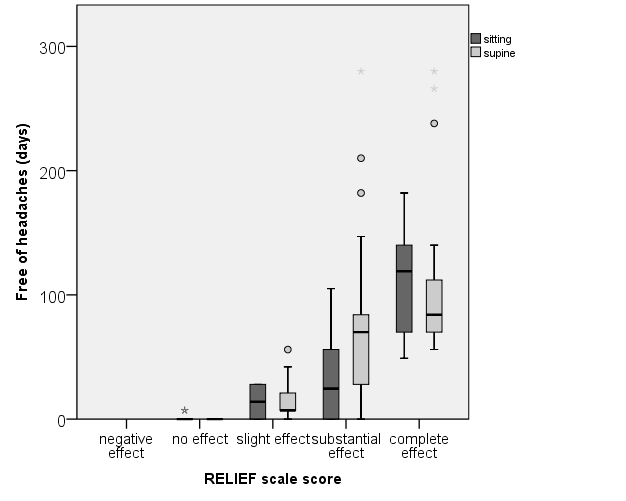 300
200
100
0
Free of headaches (days)
sitting
supine
negative effect
no effect
slight effect
substantial effect
complete effect
RELIEF scale score